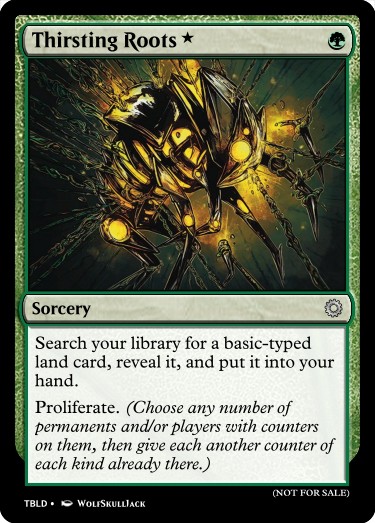 Thirsting Roots ★
Sorcery
Search your library for a basic-typed
land card, reveal it, and put it into your
hand.
Proliferate. (Choose any number of
permanents and/or players with counters
on them, then give each another counter of
each kind already there.)
(NOT FOR SALE)
TBLD • WolfSkullJack